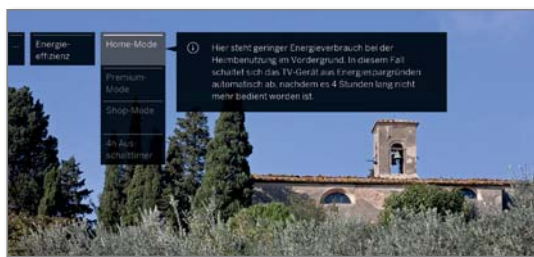 ...
Energie-
effizienz
Home-Mode
Premium-
Mode
Shop-Mode
4h Aus-
schalttimer
Hier steht geringer Energieverbrauch bei der
Heimbenutzung im Vordergrund. In diesem Fall
schaltet sich das TV-Gerät aus Energiespargründen
automatisch ab, nachdem es 4 Stunden lang nicht
mehr bedient worden ist.